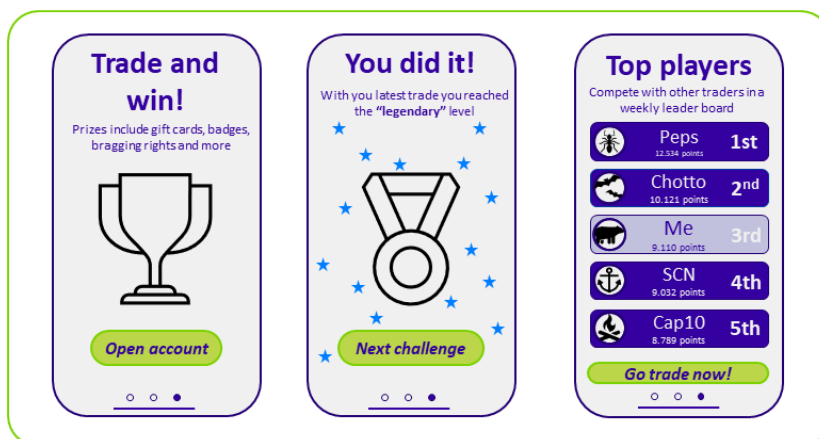 Trade and
win!
Prizes include gift cards, badges,
bragging rights and more
Open account
You did it!
With you latest trade you reached
the “legendary” level
Next challenge
Top players
Compete with other traders in a
weekly leader board
Peps
12.534 points
1st
Chotto
10.121 points
2nd
Me
9.110 points
3rd
SCN
9.032 points
4th
Cap10
8.789 points
5th
Go trade now!